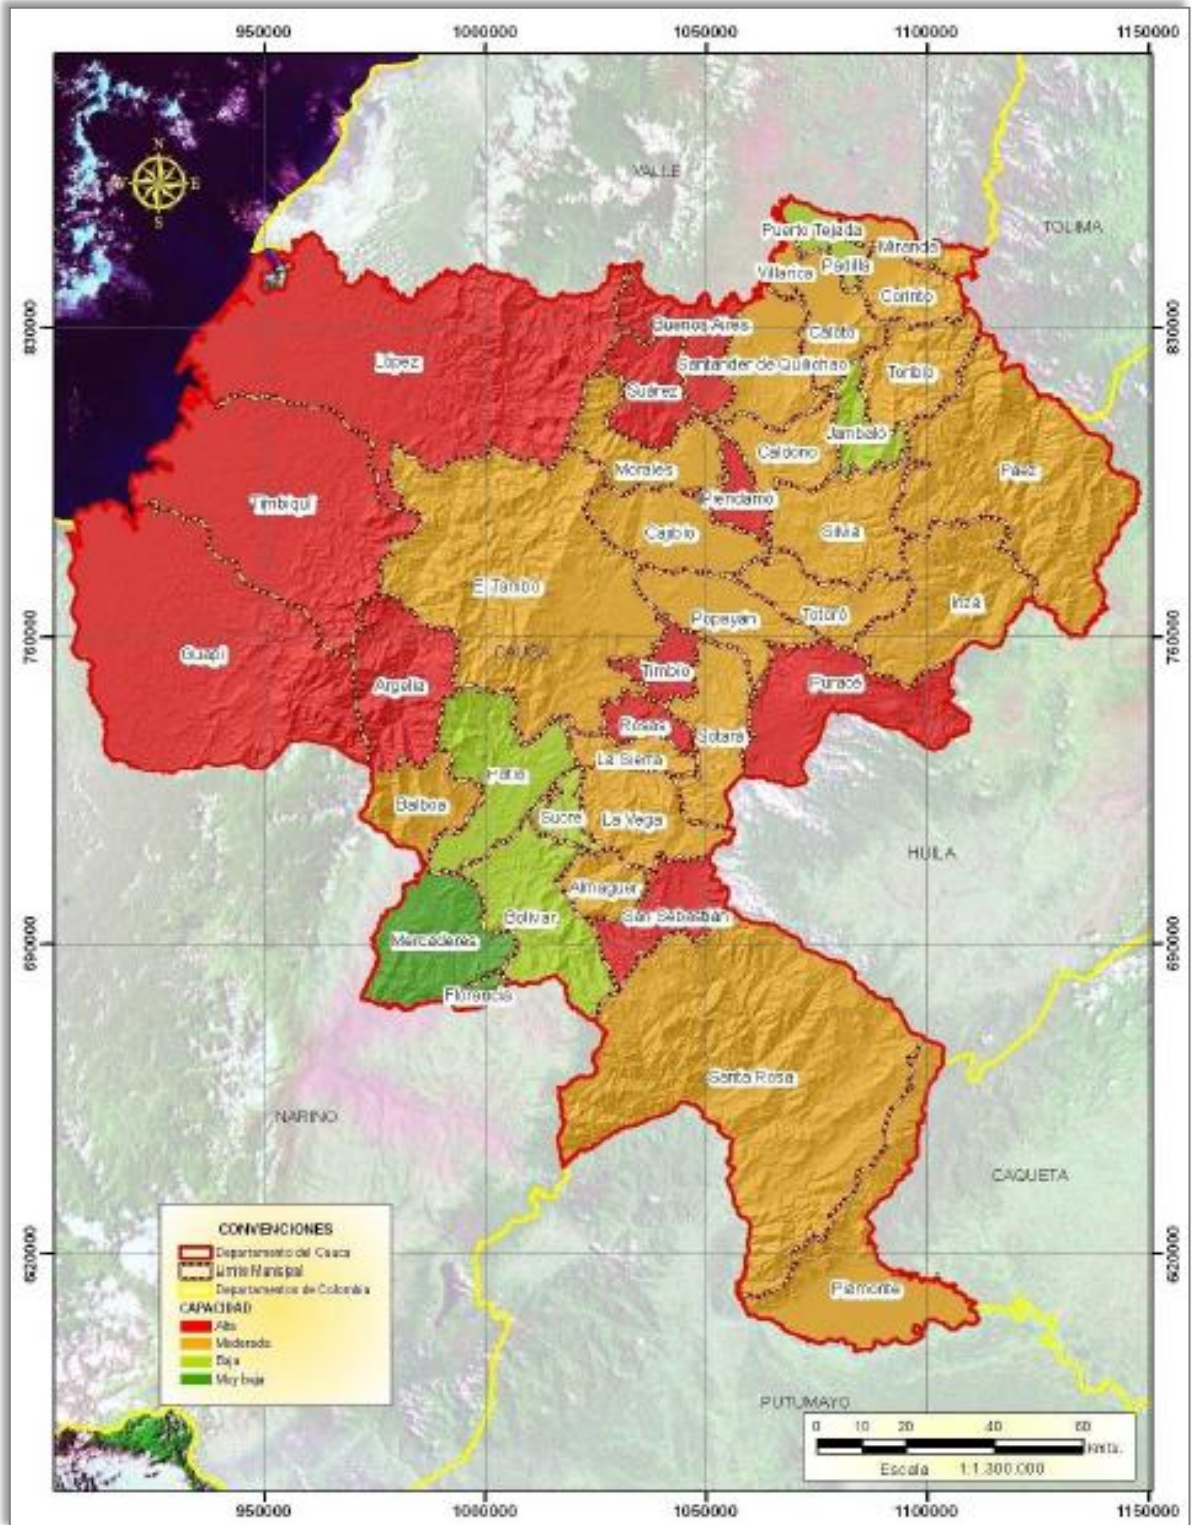 950000 1000000 1050000 1100000 1150000
N
E
S
VALLE
TOLIMA
Puerto Tejada
Miranda
Padilla
Villarica
Corinto
830000
830000
Buenos Aires
Caloto
López
Santander de Quilichao
Toribío
Suárez
Jambaló
Caldono
Morales
Páez
Piendamo
Timbiquí
Cajibío
Silvia
El Tambo
Inzá
Totoró
Popayán
760000
760000
CAUCA
Guapi
Timbío
Argelia
Puracé
Rosas
Sotará
La Sierra
Patía
Balboa
Sucre
La Vega
HUILA
Almaguer
San Sebastián
Bolívar
690000
690000
Mercaderes
Florencia
Santa Rosa
NARIÑO
CAQUETA
CONVENCIONES
Departamento del Cauca
Límite Municipal
Departamentos de Colombia
CAPACIDAD
Alta
Moderada
Baja
Muy baja
620000
620000
Piamonte
PUTUMAYO
0 10 20 40 60
Kmts.
Escala 1:1.300.000
950000 1000000 1050000 1100000 1150000